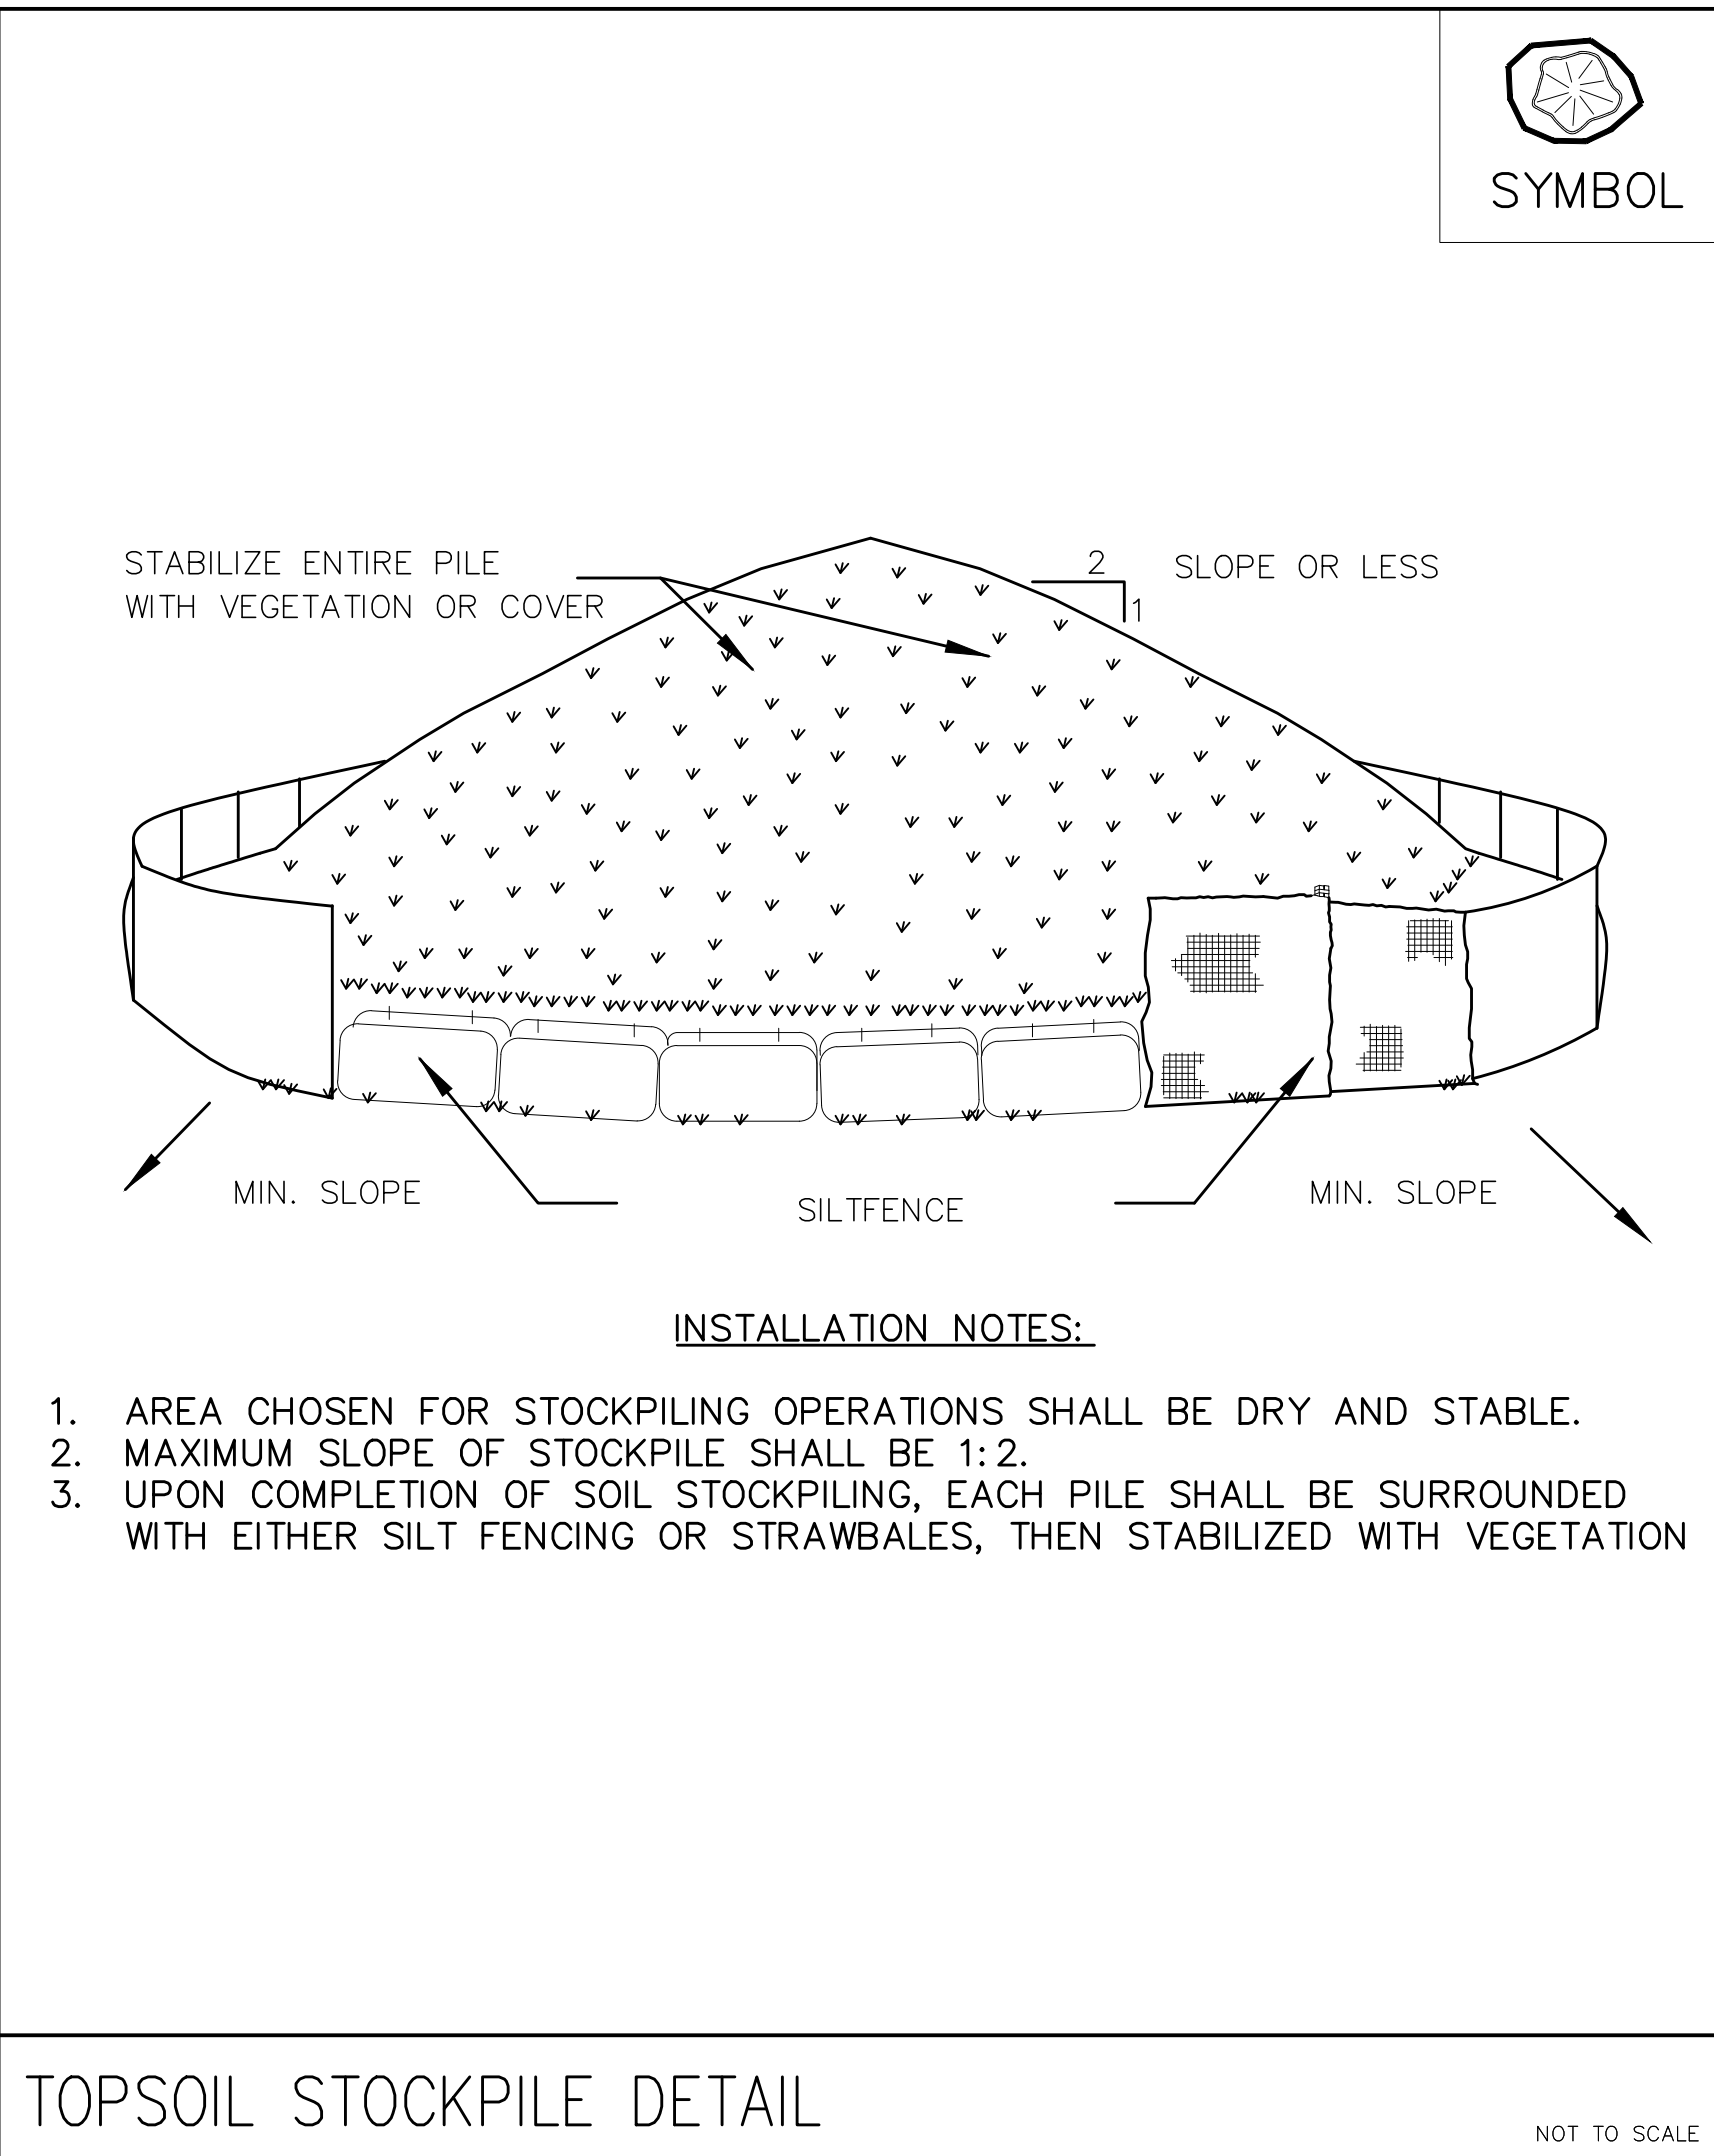 SYMBOL
STABILIZE ENTIRE PILE
WITH VEGETATION OR COVER
2
1
SLOPE OR LESS
MIN. SLOPE
SILTFENCE
MIN. SLOPE
INSTALLATION NOTES:
1. AREA CHOSEN FOR STOCKPILING OPERATIONS SHALL BE DRY AND STABLE.
2. MAXIMUM SLOPE OF STOCKPILE SHALL BE 1:2.
3. UPON COMPLETION OF SOIL STOCKPILING, EACH PILE SHALL BE SURROUNDED
WITH EITHER SILT FENCING OR STRAWBALES, THEN STABILIZED WITH VEGETATION
TOPSOIL STOCKPILE DETAIL
NOT TO SCALE